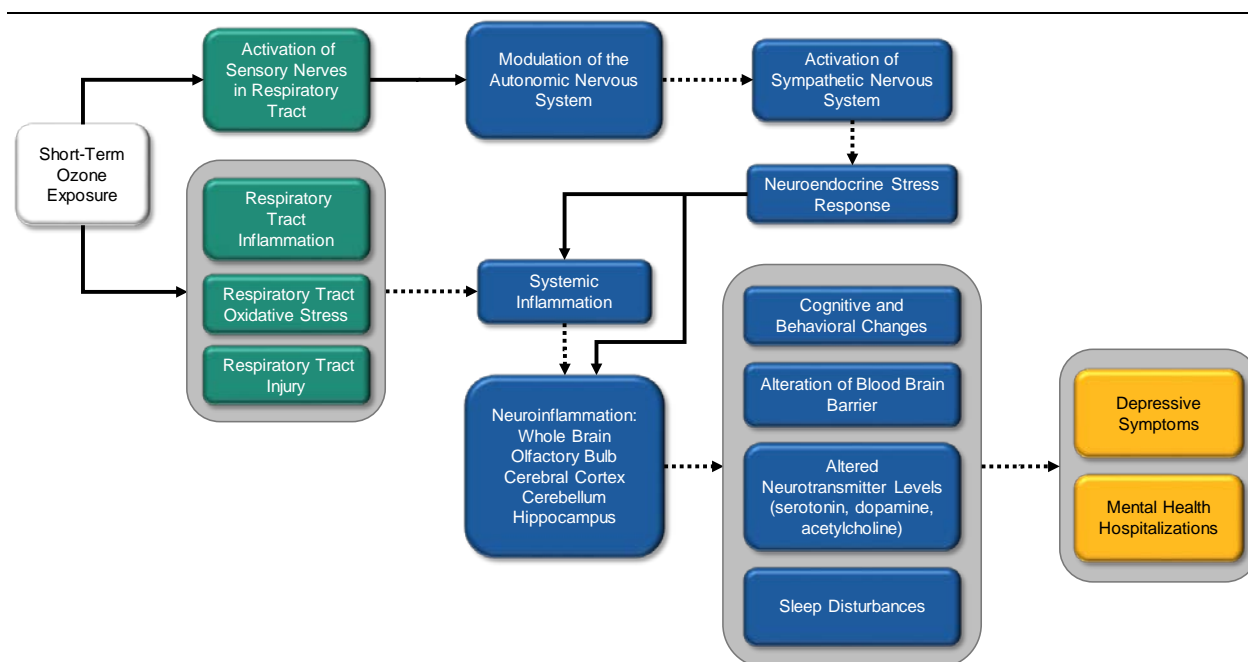 Short-Term
Ozone
Exposure
Activation of
Sensory Nerves
in Respiratory
Tract
Modulation of the
Autonomic Nervous
System
Activation of
Sympathetic Nervous
System
Neuroendocrine Stress
Response
Respiratory
Tract
Inflammation
Respiratory Tract
Oxidative Stress
Respiratory Tract
Injury
Systemic
Inflammation
Neuroinflammation:
Whole Brain
Olfactory Bulb
Cerebral Cortex
Cerebellum
Hippocampus
Cognitive and
Behavioral Changes
Alteration of Blood Brain
Barrier
Altered
Neurotransmitter Levels
(serotonin, dopamine,
acetylcholine)
Sleep Disturbances
Depressive
Symptoms
Mental Health
Hospitalizations